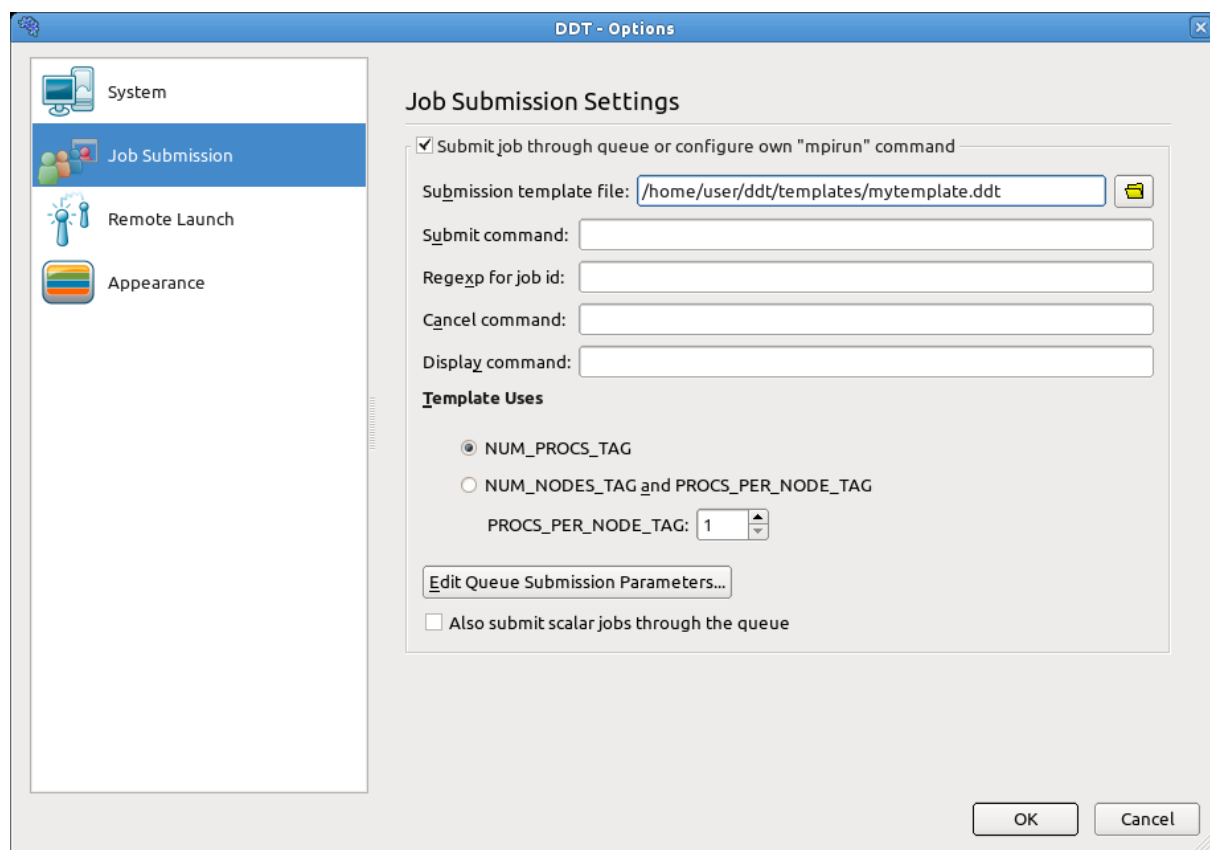 DDT - Options
System
Job Submission
Remote Launch
Appearance
Job Submission Settings
Submit job through queue or configure own "mpirun" command
Submission template file: /home/user/ddt/templates/mytemplate.ddt
Submit command:
Regexp for job id:
Cancel command:
Display command:
Template Uses
NUM_PROCS_TAG
NUM_NODES_TAG and PROCS_PER_NODE_TAG
PROCS_PER_NODE_TAG: 1
Edit Queue Submission Parameters...
Also submit scalar jobs through the queue
OK Cancel